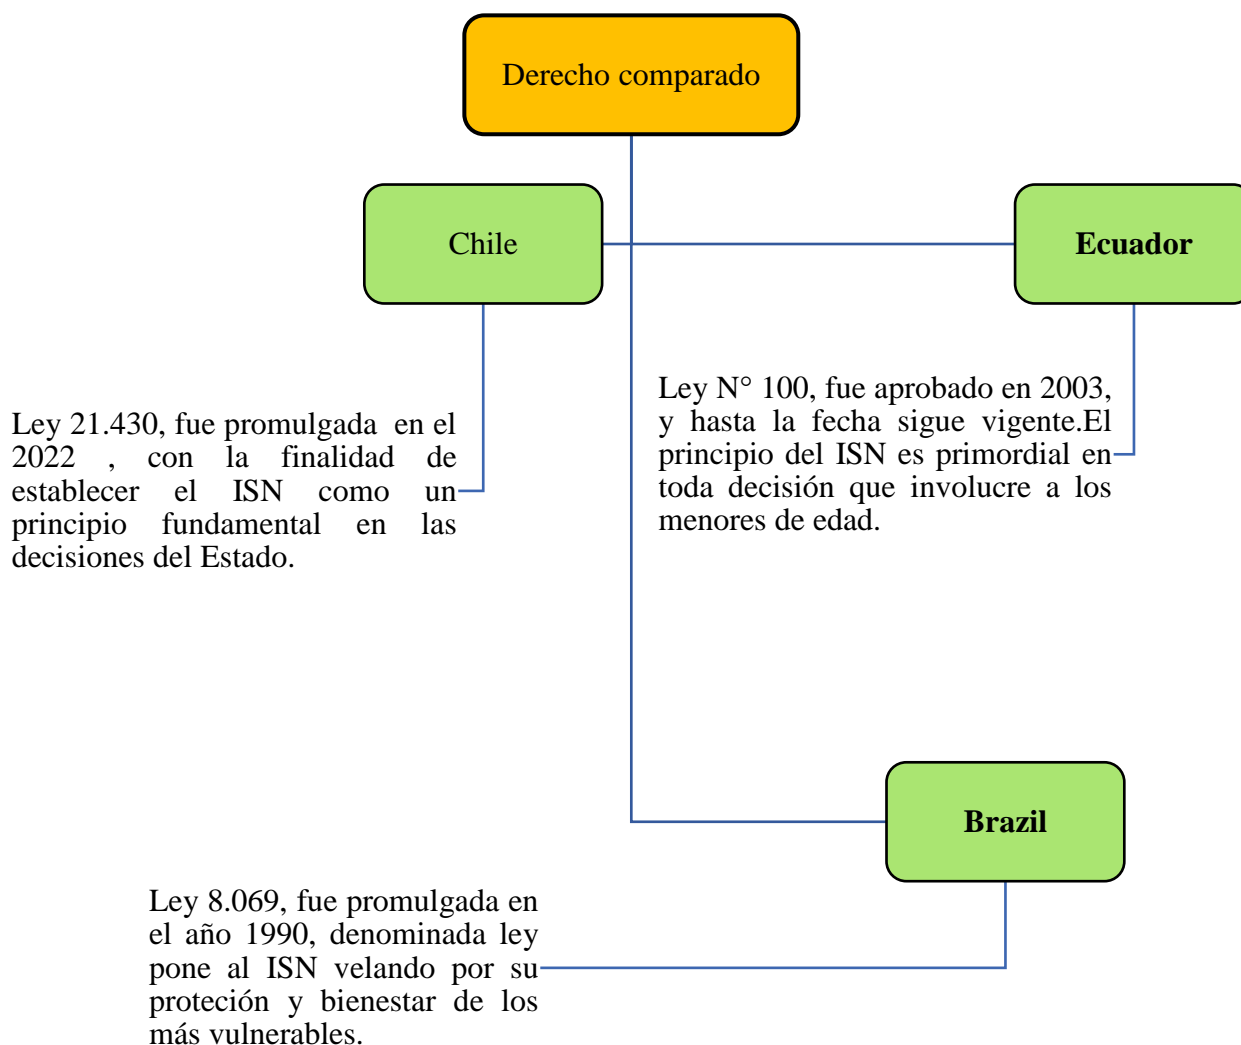 Derecho comparado
Chile
Ecuador
Ley 21.430, fue promulgada en el
2022 , con la finalidad de
establecer el ISN como un
principio fundamental en las
decisiones del Estado.
Ley N° 100, fue aprobado en 2003,
y hasta la fecha sigue vigente.El
principio del ISN es primordial en
toda decisión que involucre a los
menores de edad.
Brazil
Ley 8.069, fue promulgada en
el año 1990, denominada ley
pone al ISN velando por su
proteción y bienestar de los
más vulnerables.